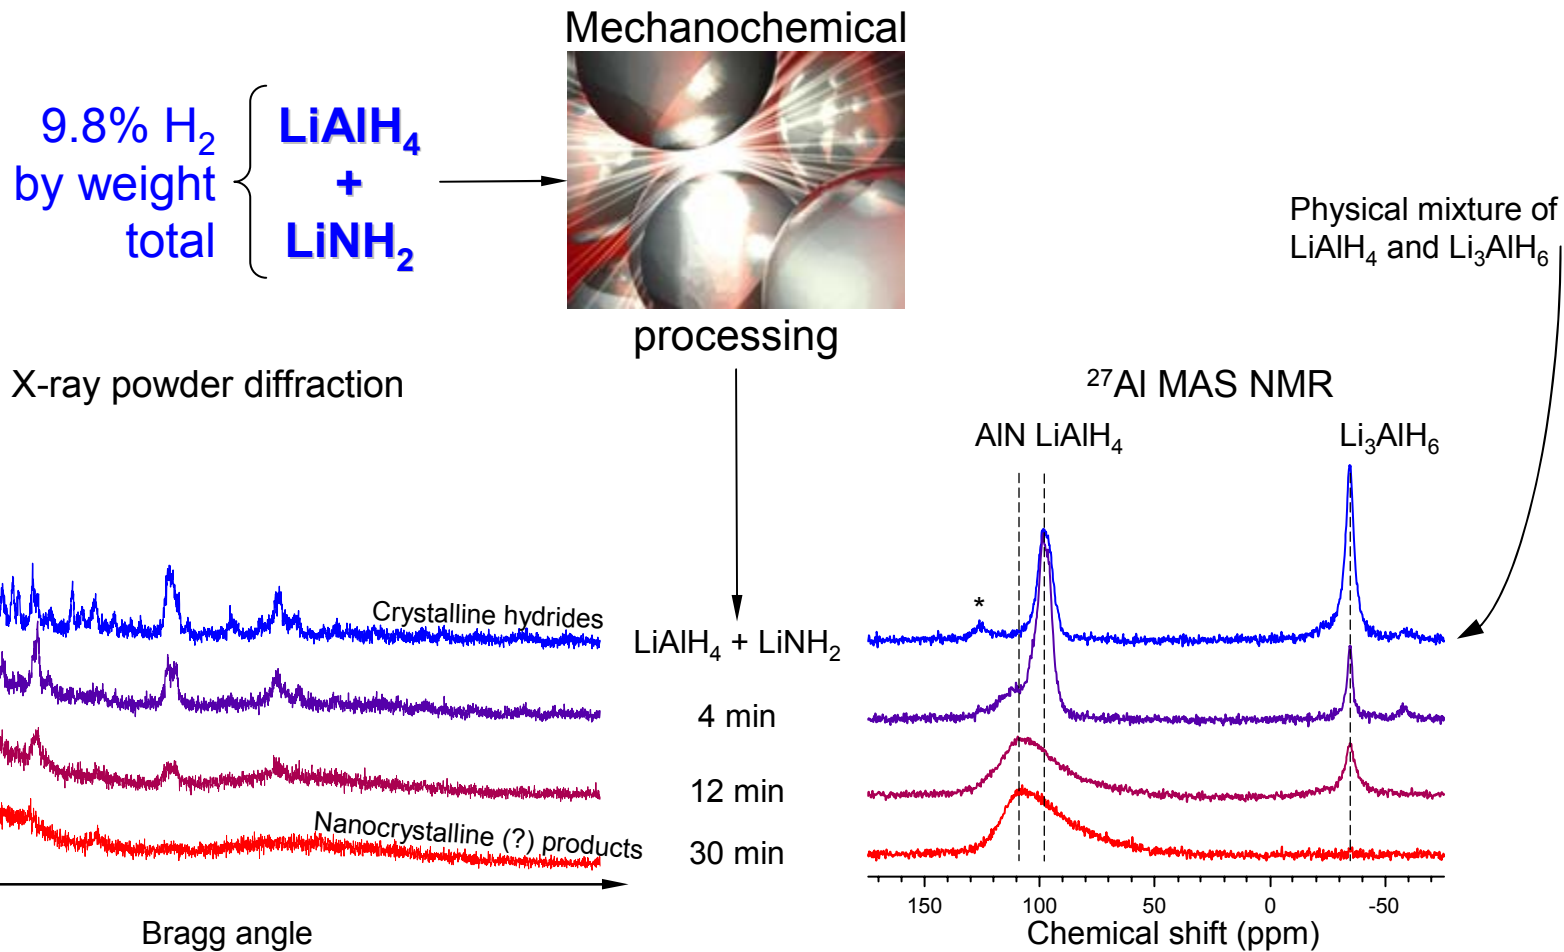 Mechanochemical
9.8% H₂
by weight
total
LiAlH₄
+
LiNH₂
processing
Physical mixture of
LiAlH₄ and Li₃AlH₆
X-ray powder diffraction
²⁷Al MAS NMR
AlN LiAlH₄
Li₃AlH₆
*
Crystalline hydrides
LiAlH₄ + LiNH₂
4 min
12 min
Nanocrystalline (?) products
30 min
150 100 50 0 -50
Bragg angle
Chemical shift (ppm)